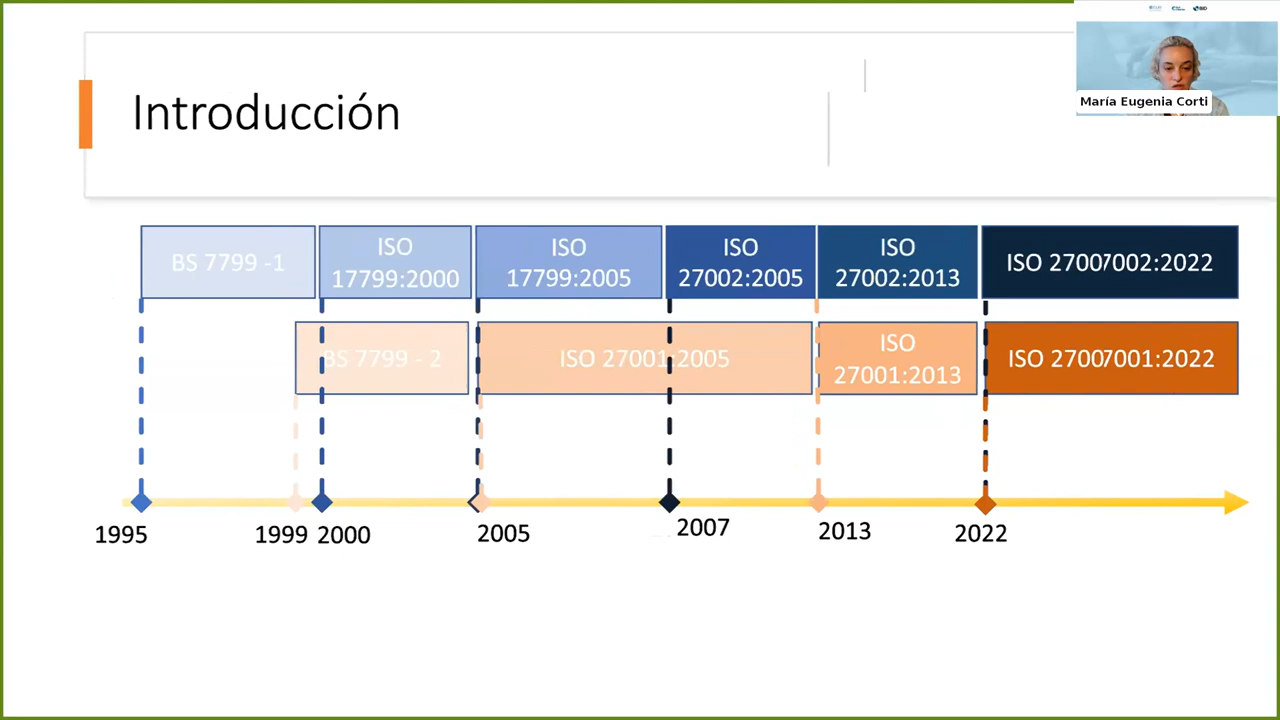 María Eugenia Corti
Introducción
BS 7799 -1
ISO
17799:2000
ISO
17799:2005
ISO
27002:2005
ISO
27002:2013
ISO 27007002:2022
BS 7799 - 2
ISO 27001:2005
ISO
27001:2013
ISO 27007001:2022
1995
1999
2000
2005
2007
2013
2022